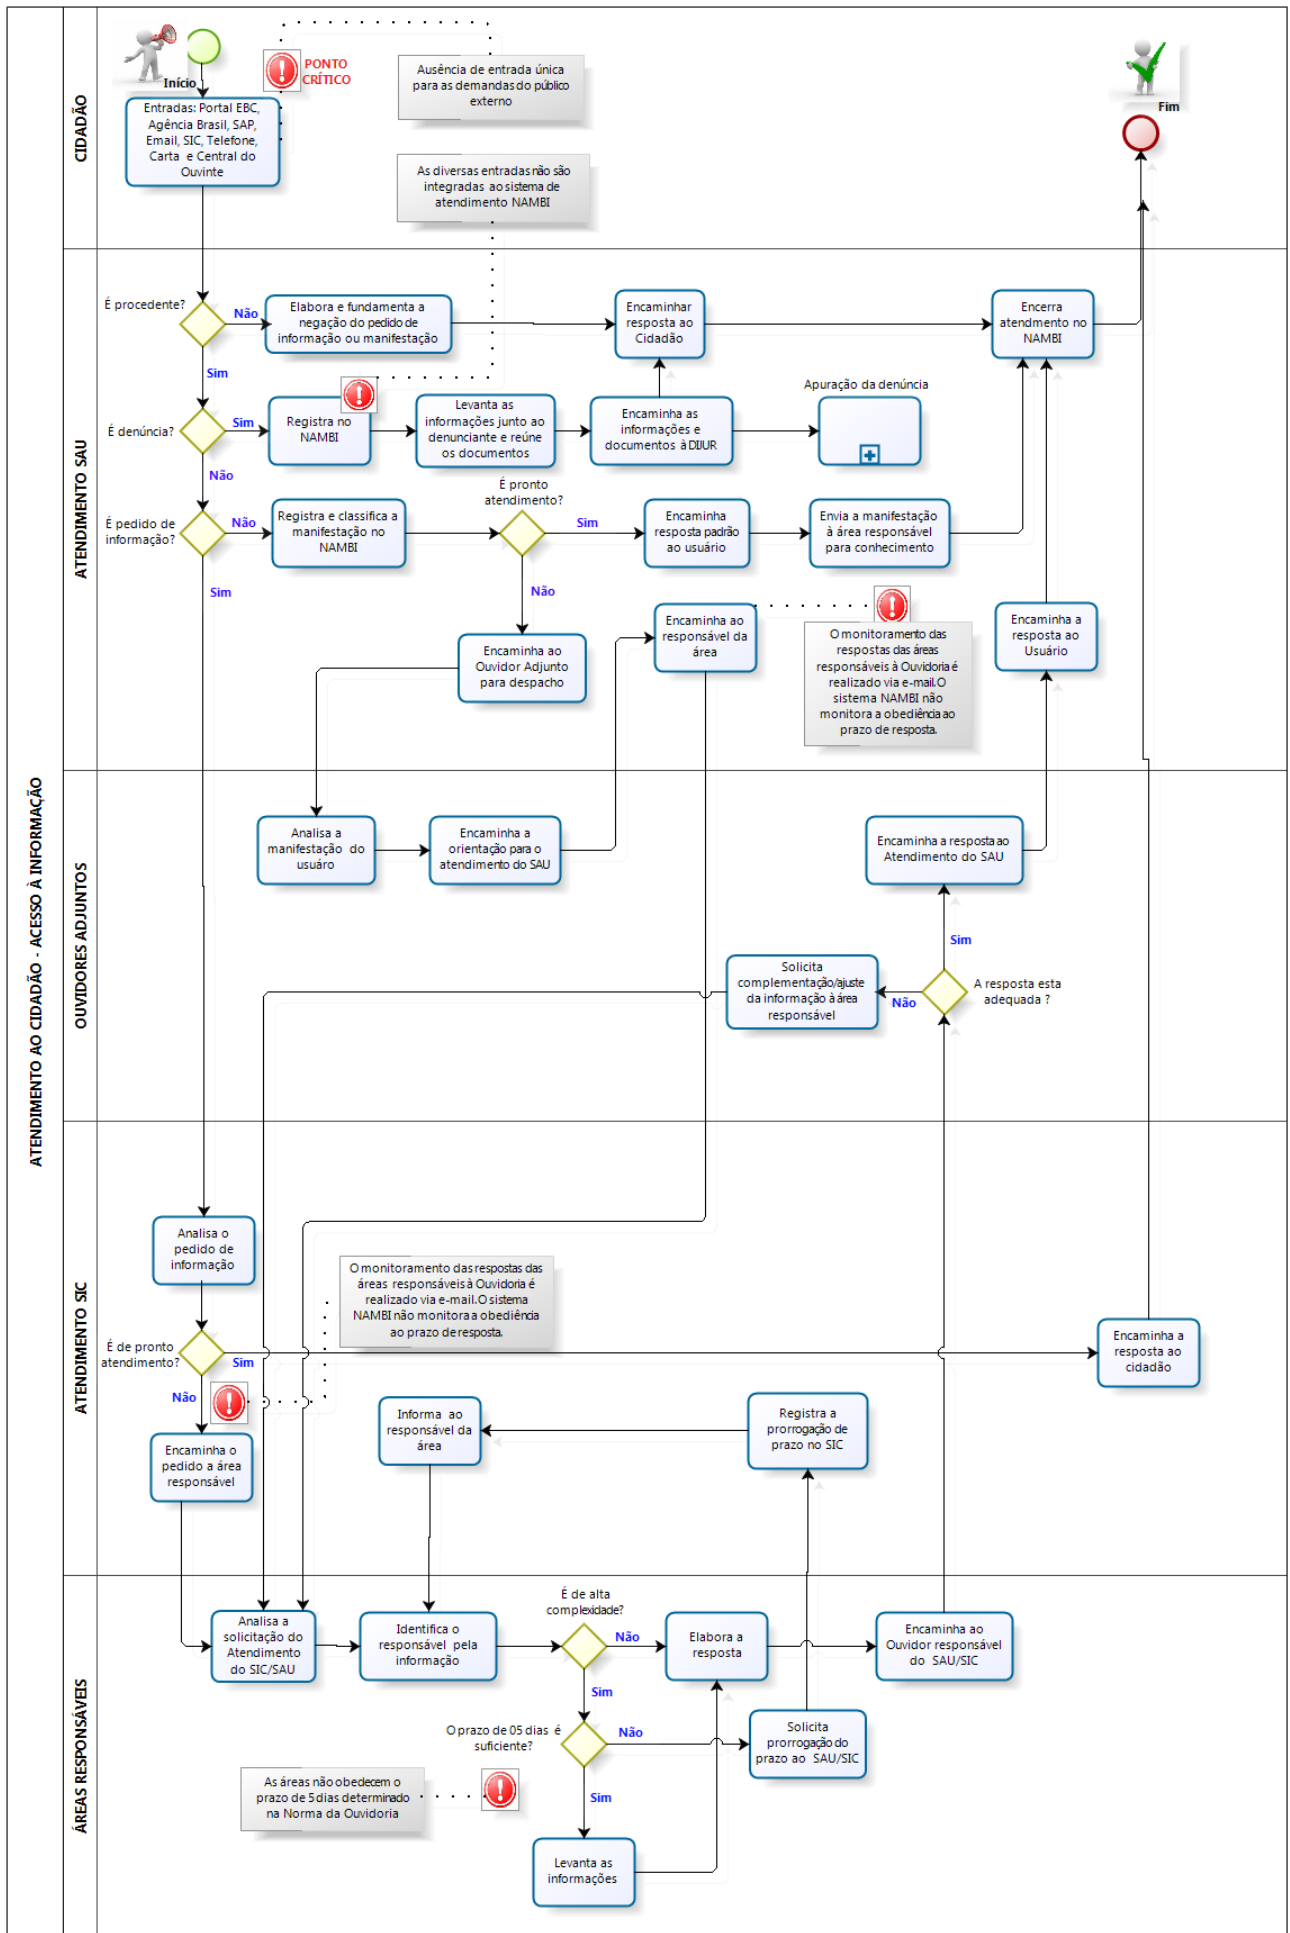 ATENDIMENTO AO CIDADÃO - ACESSO À INFORMAÇÃO
CIDADÃO
Início
PONTO
CRÍTICO
Entradas: Portal EBC,
Agência Brasil, SAP,
Email, SIC, Telefone,
Carta e Central do
Ouvinte
Ausência de entrada única
para as demandas do público
externo
As diversas entradas não são
integradas ao sistema de
atendimento NAMBI
Fim
ATENDIMENTO SAU
É procedente?
Não
Sim
Elabora e fundamenta a
negação do pedido de
informação ou manifestação
Encaminhar
resposta ao
Cidadão
Encerra
atendimento no
NAMBI
É denúncia?
Sim
Não
Registra no
NAMBI
Levanta as
informações junto ao
denunciante e reúne
os documentos
Encaminha as
informações e
documentos à DIJUR
Apuração da denúncia
É pedido de
informação?
Não
Sim
Registra e classifica a
manifestação no
NAMBI
É pronto
atendimento?
Sim
Não
Encaminha
resposta padrão
ao usuário
Envia a manifestação
à área responsável
para conhecimento
Encaminha ao
Ouvidor Adjunto
para despacho
Encaminha ao
responsável da
área
O monitoramento das
respostas das áreas
responsáveis à Ouvidoria é
realizado via e-mail.O
sistema NAMBI não
monitora a obediência ao
prazo de resposta.
Encaminha a
resposta ao
Usuário
OUVIDORES ADJUNTOS
Analisa a
manifestação do
usuáro
Encaminha a
orientação para o
atendimento do SAU
Encaminha a resposta ao
Atendimento do SAU
Sim
Solicita
complementação/ajuste
da informação à área
responsável
Não
A resposta esta
adequada ?
ATENDIMENTO SIC
Analisa o
pedido de
informação
O monitoramento das respostas das
áreas responsáveis à Ouvidoria é
realizado via e-mail.O sistema
NAMBI não monitora a obediência
ao prazo de resposta.
É de pronto
atendimento?
Sim
Não
Encaminha a
resposta ao
cidadão
Encaminha o
pedido a área
responsável
Informa ao
responsável da
área
Registra a
prorrogação de
prazo no SIC
ÁREAS RESPONSÁVEIS
Analisa a
solicitação do
Atendimento
do SIC/SAU
Identifica o
responsável pela
informação
É de alta
complexidade?
Não
Sim
Elabora a
resposta
Encaminha ao
Ouvidor responsável
do SAU/SIC
O prazo de 05 dias é
suficiente?
Não
Sim
Solicita
prorrogação do
prazo ao SAU/SIC
As áreas não obedecem o
prazo de 5 dias determinado
na Norma da Ouvidoria
Levanta as
informações